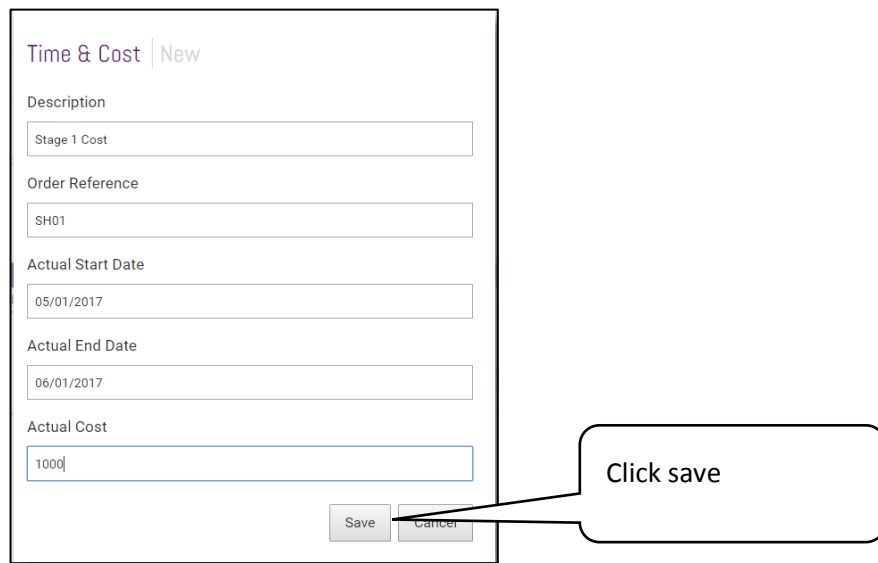 Time & Cost New
Description
Stage 1 Cost
Order Reference
SH01
Actual Start Date
05/01/2017
Actual End Date
06/01/2017
Actual Cost
1000
Click save
Save Cancel